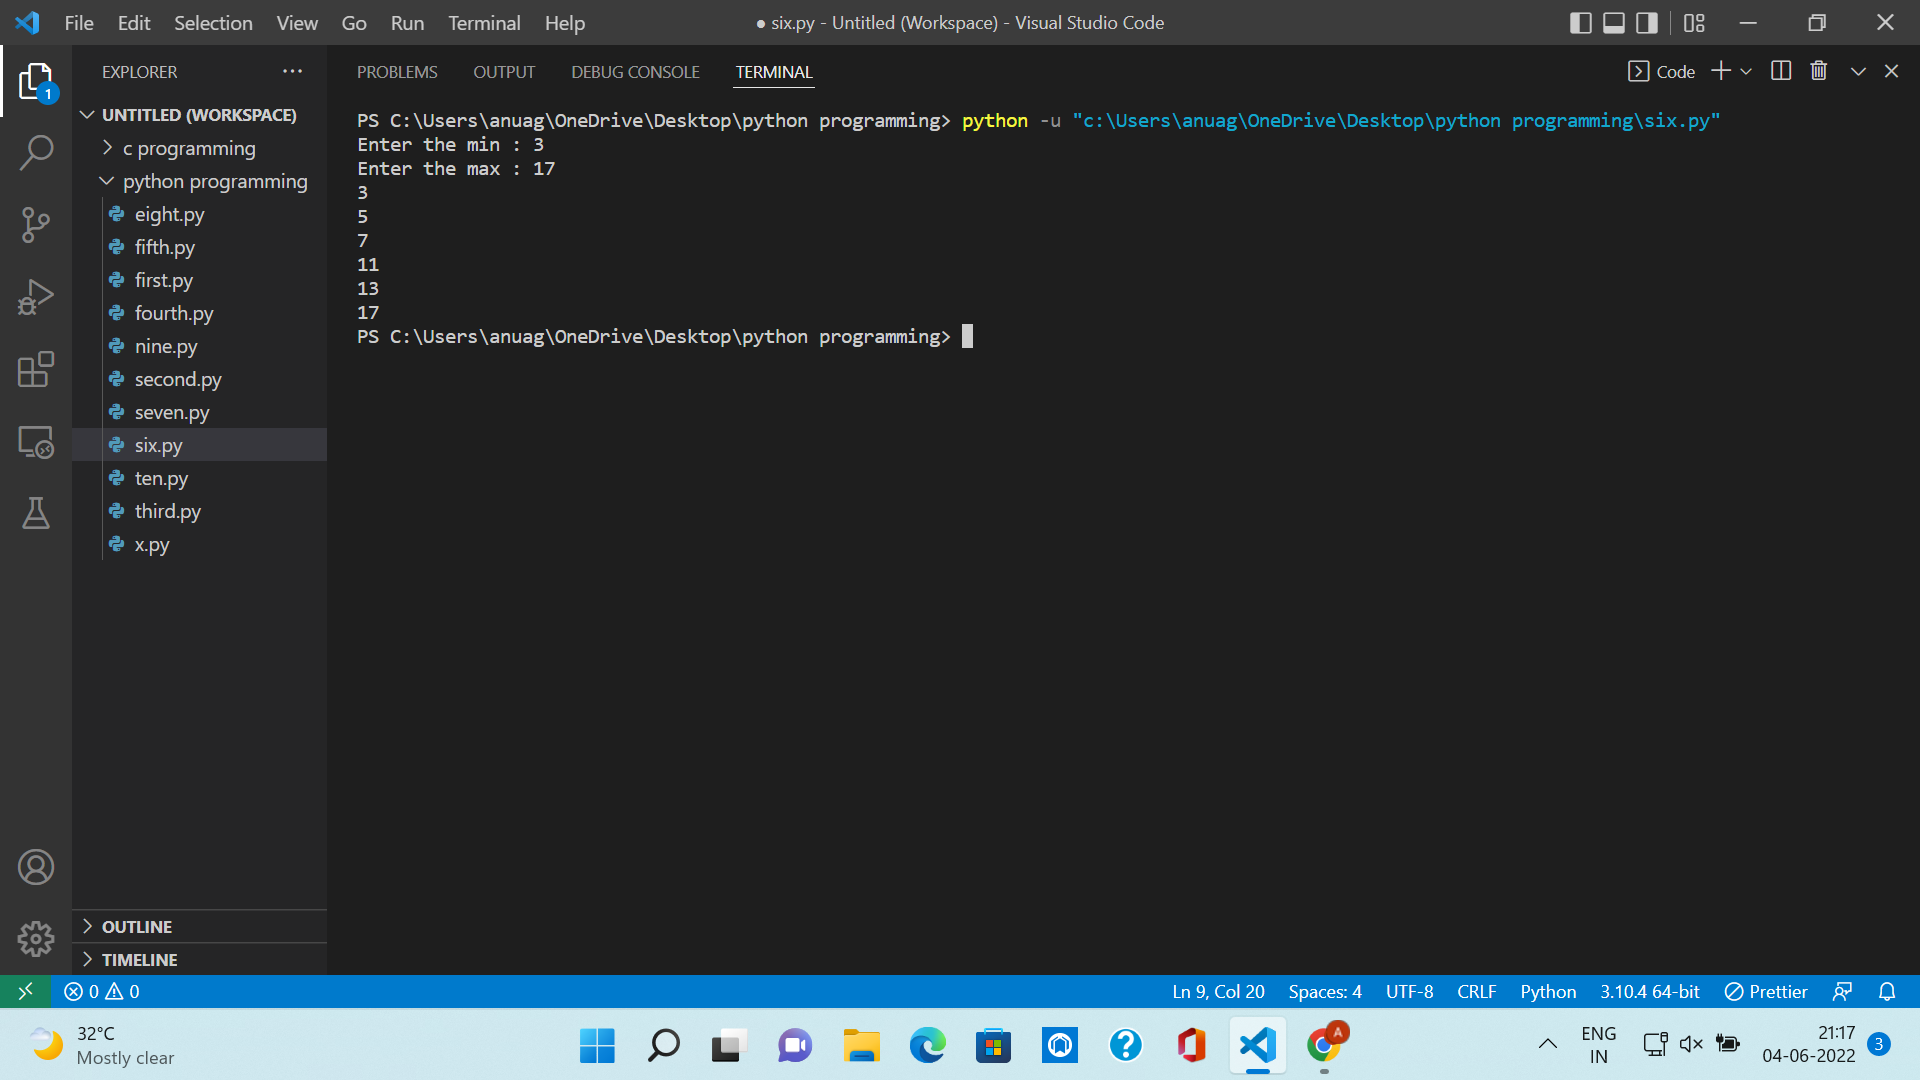 File Edit Selection View Go Run Terminal Help
● six.py - Untitled (Workspace) - Visual Studio Code
EXPLORER
PROBLEMS OUTPUT DEBUG CONSOLE TERMINAL
Code
1
UNTITLED (WORKSPACE)
c programming
python programming
eight.py
fifth.py
first.py
fourth.py
nine.py
second.py
seven.py
six.py
ten.py
third.py
x.py
OUTLINE
TIMELINE
PS C:\Users\anuag\OneDrive\Desktop\python programming> python -u "c:\Users\anuag\OneDrive\Desktop\python programming\six.py"
Enter the min : 3
Enter the max : 17
3
5
7
11
13
17
PS C:\Users\anuag\OneDrive\Desktop\python programming>
0 0
Ln 9, Col 20 Spaces: 4 UTF-8 CRLF Python 3.10.4 64-bit Prettier
32°C
Mostly clear
A
ENG
IN
21:17
04-06-2022
3